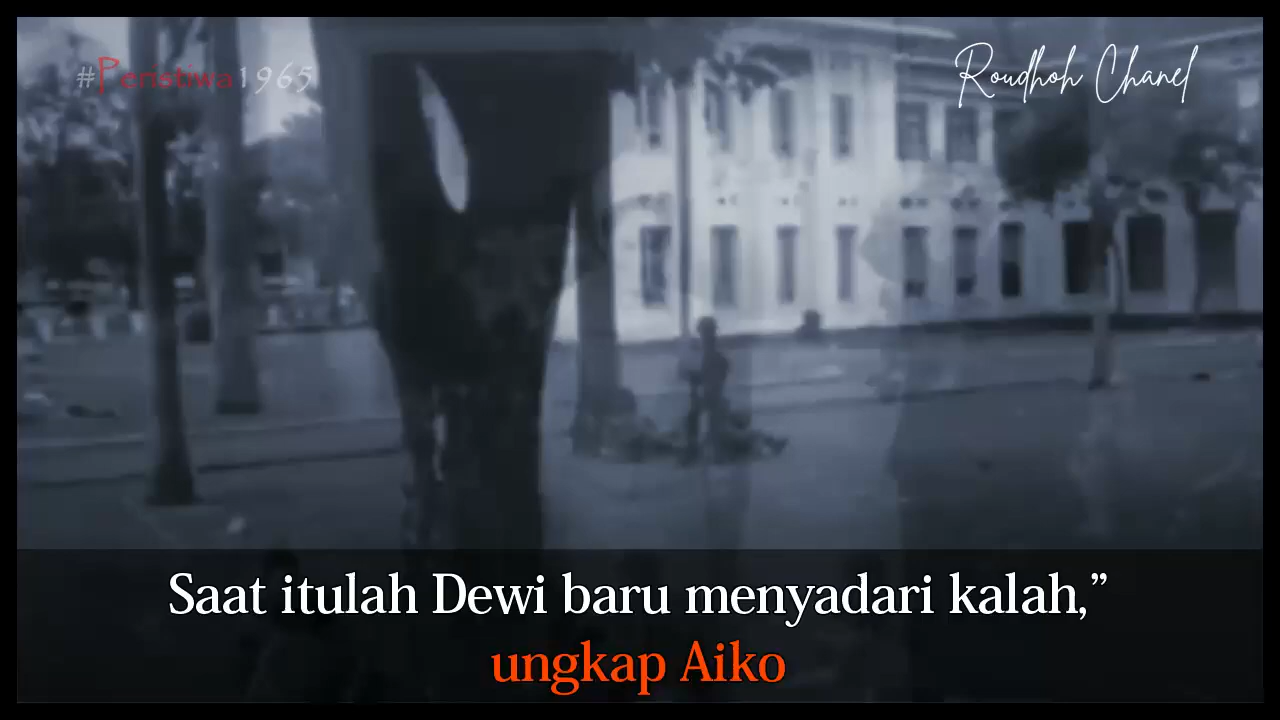 #Peristiwa1965
Roudhoh Chanel
Saat itulah Dewi baru menyadari kalah,”
ungkap Aiko